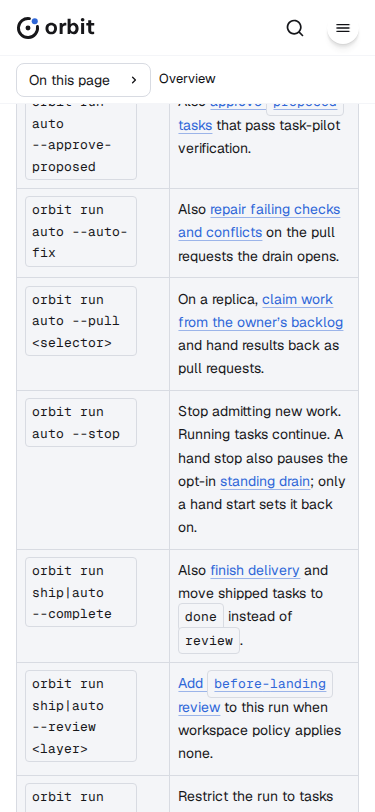 orbit
On this page
Overview
orbit run
auto
--approve-
proposed
Also approve proposed
tasks that pass task-pilot
verification.
orbit run
auto --auto-
fix
Also repair failing checks
and conflicts on the pull
requests the drain opens.
orbit run
auto --pull
<selector>
On a replica, claim work
from the owner's backlog
and hand results back as
pull requests.
orbit run
auto --stop
Stop admitting new work.
Running tasks continue. A
hand stop also pauses the
opt-in standing drain; only
a hand start sets it back
on.
orbit run
ship|auto
--complete
Also finish delivery and
move shipped tasks to
done instead of
review.
orbit run
ship|auto
--review
<layer>
Add before-landing
review to this run when
workspace policy applies
none.
orbit run
Restrict the run to tasks